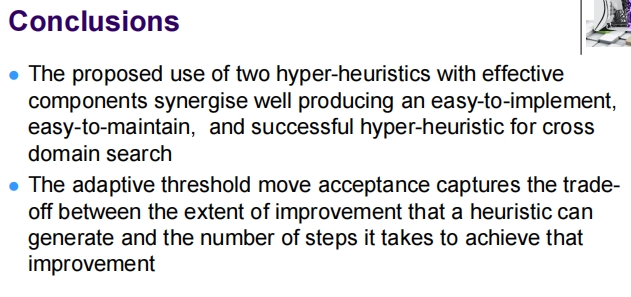 Conclusions
• The proposed use of two hyper-heuristics with effective
components synergise well producing an easy-to-implement,
easy-to-maintain,  and successful hyper-heuristic for cross
domain search
• The adaptive threshold move acceptance captures the trade-
off between the extent of improvement that a heuristic can
generate and the number of steps it takes to achieve that
improvement